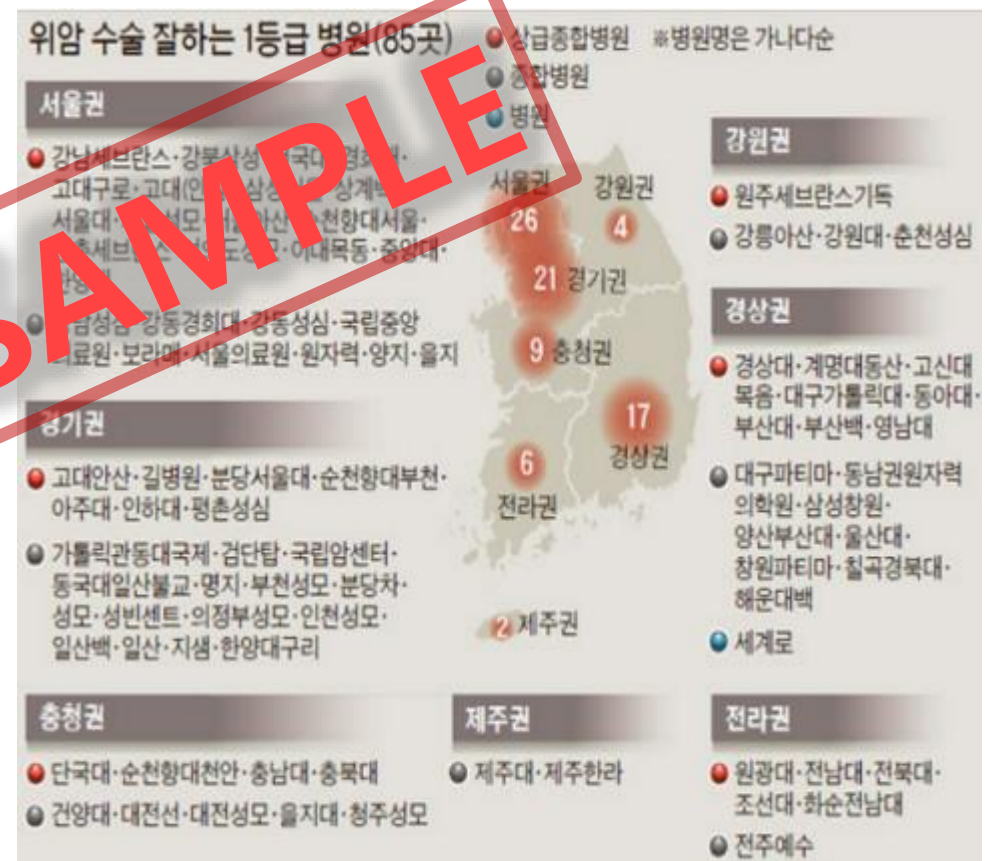 위암 수술 잘하는 1등급 병원(85곳)
상급종합병원 ※병원명은 가나다순
종합병원
병원
서울권
강남세브란스·강북삼성·
고대구로·고대(
서울대·
·이대목동·중앙대·
·강동경희대·강동성심·국립중앙
의료원·보라매·서울의료원·원자력·양지·을지
SAMPLE
경기권
고대안산·길병원·분당서울대·순천향대부천·
아주대·인하대·평촌성심
가톨릭관동대국제·검단탑·국립암센터·
동국대일산불교·명지·부천성모·분당차·
성모·성빈센트·의정부성모·인천성모·
일산백·일산·지샘·한양대구리
서울권
26
강원권
4
21 경기권
9 충청권
17
경상권
6
전라권
2 제주권
강원권
원주세브란스기독
강릉아산·강원대·춘천성심
경상권
경상대·계명대동산·고신대
복음·대구가톨릭대·동아대·
부산대·부산백·영남대
대구파티마·동남권원자력
의학원·삼성창원·
양산부산대·울산대·
창원파티마·칠곡경북대·
해운대백
세계로
충청권
단국대·순천향대천안·충남대·충북대
건양대·대전선·대전성모·을지대·청주성모
제주권
제주대·제주한라
전라권
원광대·전남대·전북대·
조선대·화순전남대
전주예수